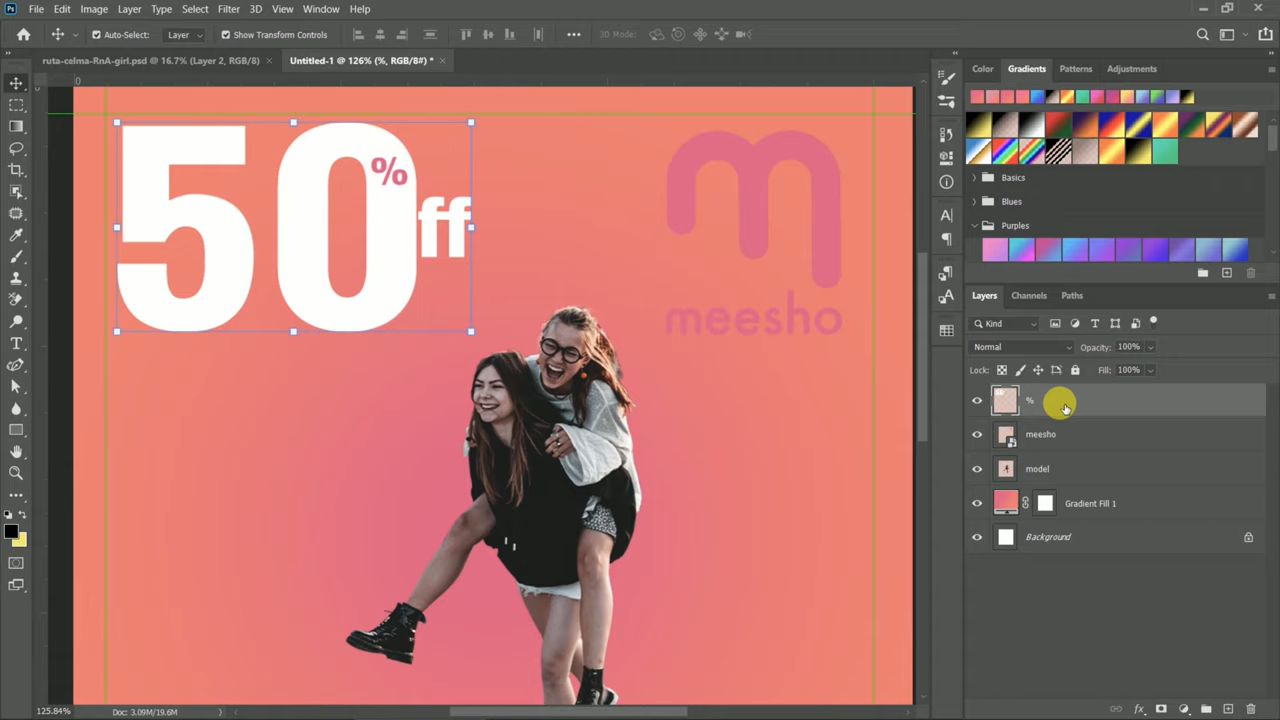 Ps File Edit Image Layer Type Select Filter 3D View Window Help
Auto-Select: Layer Show Transform Controls 3D Mode:
ruta-celma-RnA-girl.psd @ 16.7% (Layer 2, RGB/8) × Untitled-1 @ 126% (%, RGB/8#) * ×
0
50%ff
meesho
Color Gradients Patterns Adjustments
Basics
Blues
Purples
Layers Channels Paths
Kind
Normal Opacity: 100%
Lock: Fill: 100%
%
meesho
model
Gradient Fill 1
Background
125.84% Doc: 3.09M/19.6M